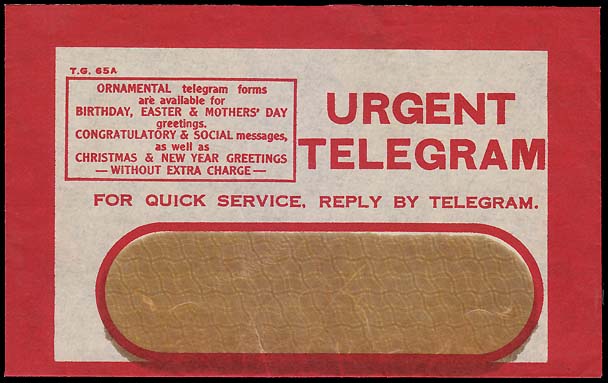 T.G. 65A
ORNAMENTAL telegram forms
are available for
BIRTHDAY, EASTER & MOTHERS' DAY
greetings.
CONGRATULATORY & SOCIAL messages,
as well as
CHRISTMAS & NEW YEAR GREETINGS
— WITHOUT EXTRA CHARGE —
URGENT
TELEGRAM
FOR QUICK SERVICE, REPLY BY TELEGRAM.